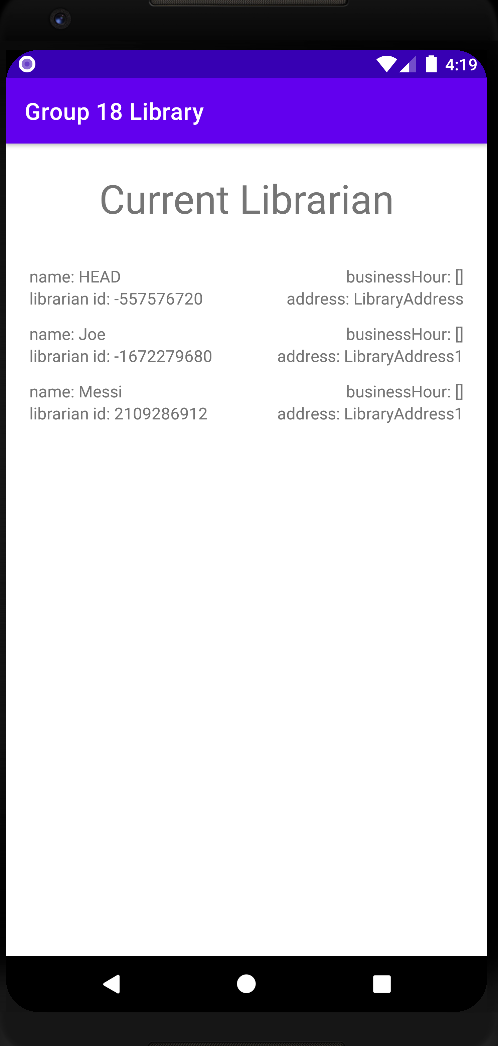 4:19
Group 18 Library
Current Librarian
name: HEAD
businessHour: []
librarian id: -557576720
address: LibraryAddress
name: Joe
businessHour: []
librarian id: -1672279680
address: LibraryAddress1
name: Messi
businessHour: []
librarian id: 2109286912
address: LibraryAddress1